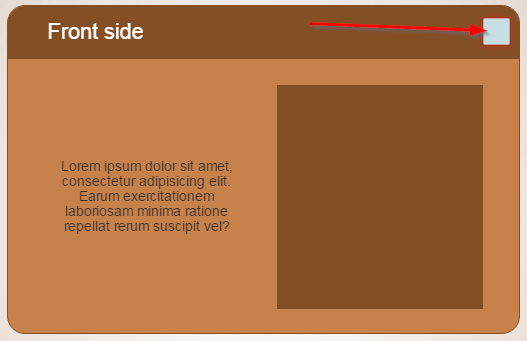 Front side
Lorem ipsum dolor sit amet,
consectetur adipisicing elit.
Earum exercitationem
laboriosam minima ratione
repellat rerum suscipit vel?